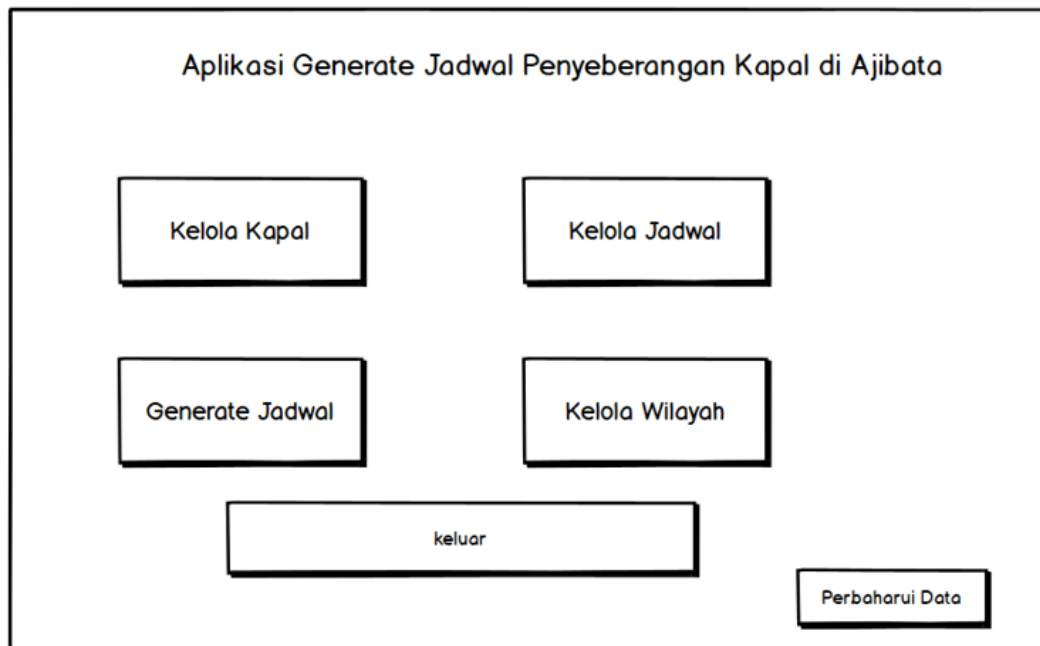 Aplikasi Generate Jadwal Penyeberangan Kapal di Ajibata
Kelola Kapal
Kelola Jadwal
Generate Jadwal
Kelola Wilayah
keluar
Perbaharui Data